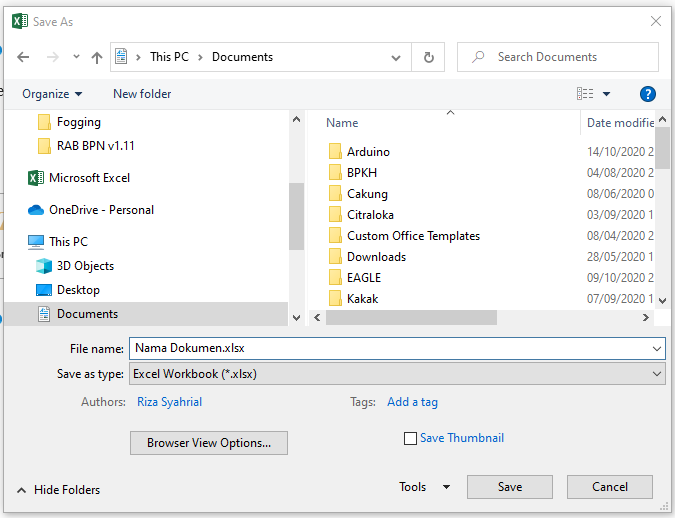 Save As
This PC > Documents
Search Documents
Organize
New folder
Fogging
RAB BPN v1.11
Microsoft Excel
OneDrive - Personal
This PC
3D Objects
Desktop
Documents
Name Date modifie
Arduino 14/10/2020 2
BPKH 04/08/2020 2
Cakung 08/06/2020 0
Citraloka 03/09/2020 1
Custom Office Templates 08/04/2020 2
Downloads 28/05/2020 1
EAGLE 09/10/2020 2
Kakak 07/09/2020 1
File name: Nama Dokumen.xlsx
Save as type: Excel Workbook (*.xlsx)
Authors: Riza Syahrial Tags: Add a tag
Browser View Options...
Save Thumbnail
Hide Folders
Tools
Save
Cancel